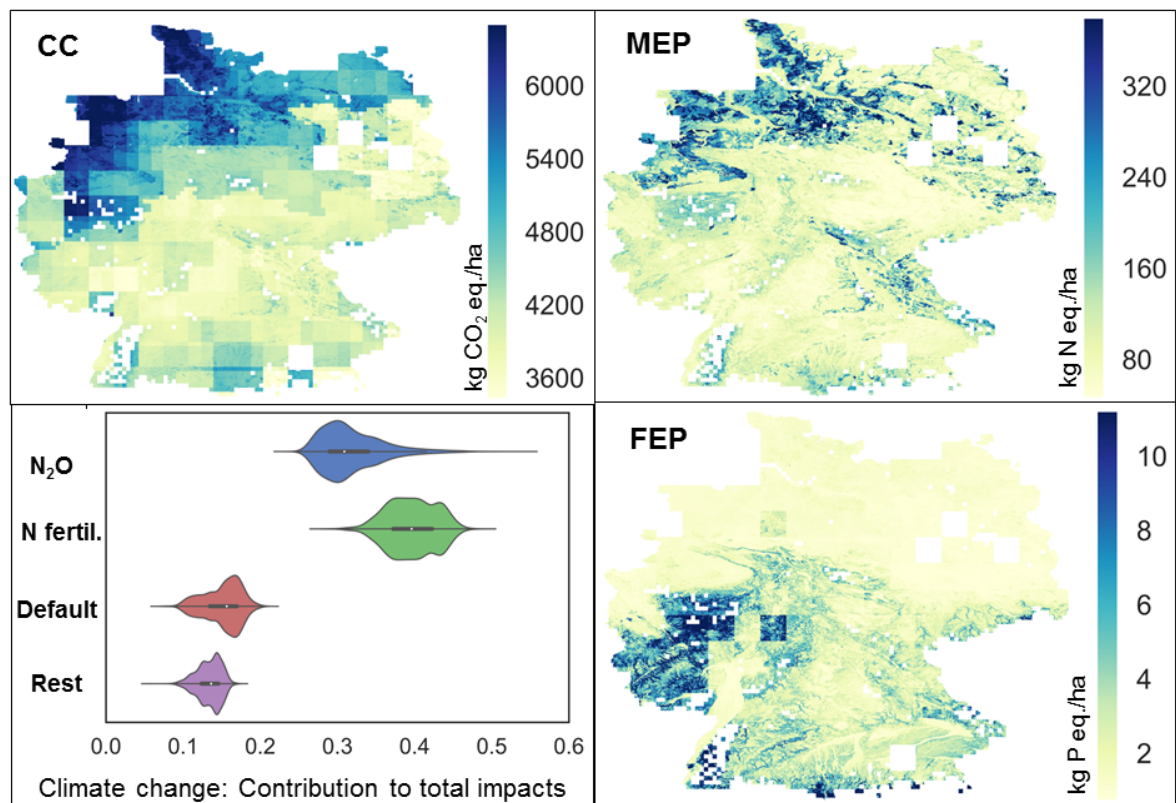 CC
6000
5400
4800
4200
3600
kg CO₂ eq./ha
MEP
320
240
160
80
kg N eq./ha
N₂O
N fertil.
Default
Rest
0.0 0.1 0.2 0.3 0.4 0.5 0.6
Climate change: Contribution to total impacts
FEP
10
8
6
4
2
kg P eq./ha